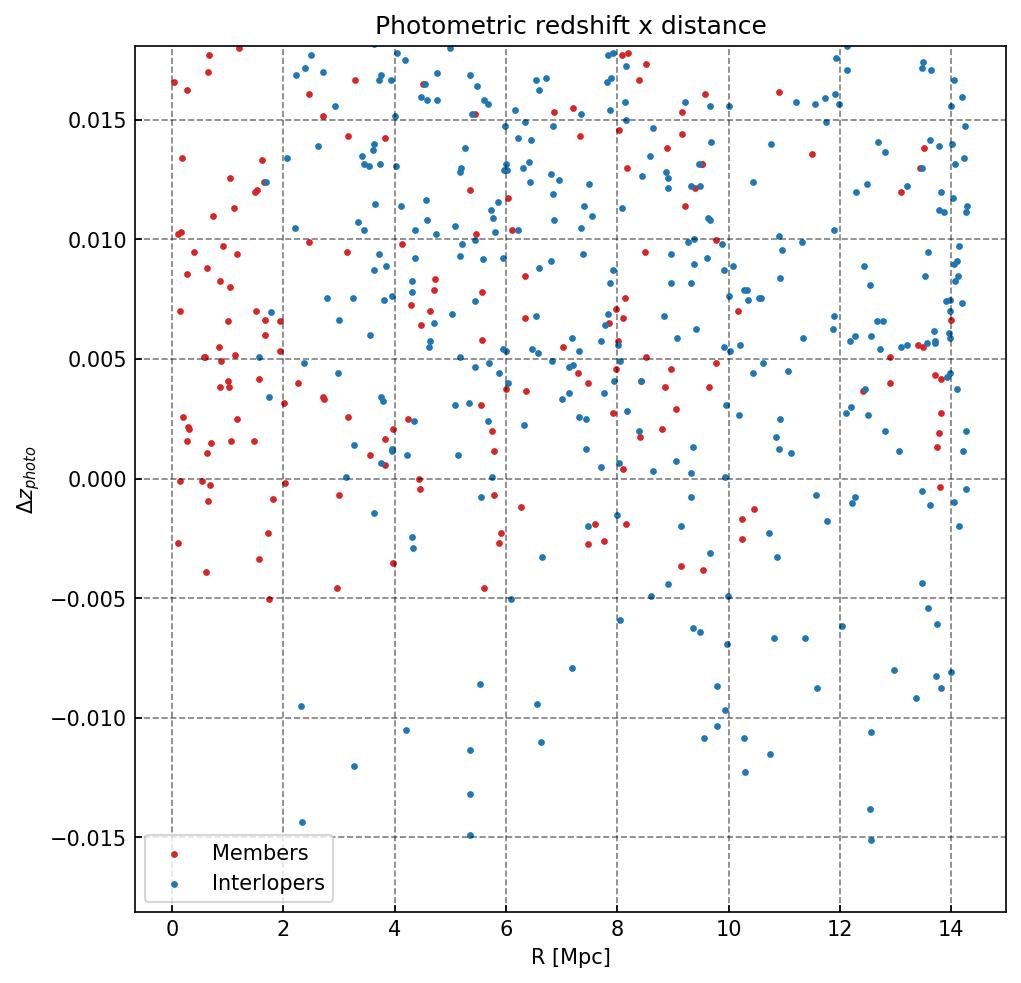 Photometric redshift x distance
Δz_photo
0.015
0.010
0.005
0.000
−0.005
−0.010
−0.015
Members
Interlopers
0 2 4 6 8 10 12 14
R [Mpc]